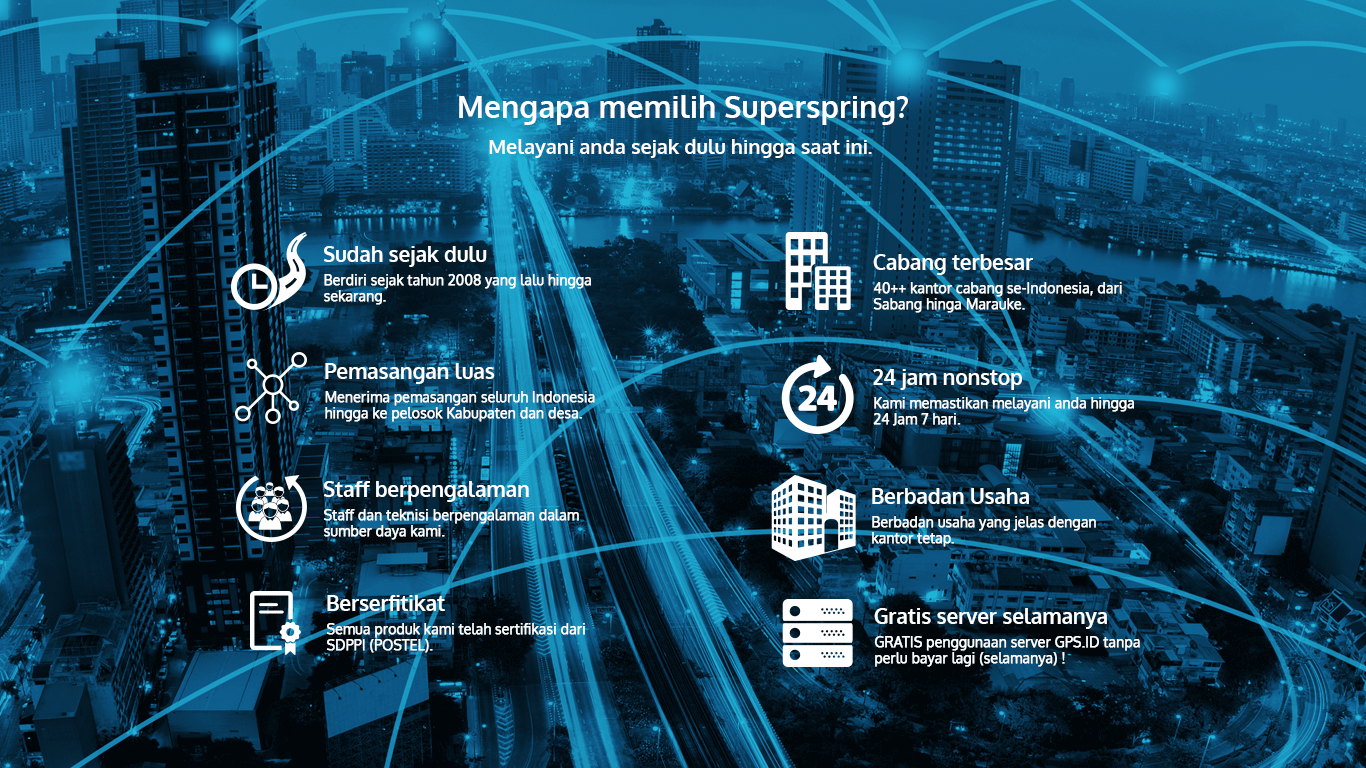 Mengapa memilih Superspring?
Melayani anda sejak dulu hingga saat ini.
Sudah sejak dulu
Berdiri sejak tahun 2008 yang lalu hingga
sekarang.
Pemasangan luas
Menerima pemasangan seluruh Indonesia
hingga ke pelosok Kabupaten dan desa.
Staff berpengalaman
Staff dan teknisi berpengalaman dalam
sumber daya kami.
Berserfitikat
Semua produk kami telah sertifikasi dari
SDPPI (POSTEL).
Cabang terbesar
40++ kantor cabang se-Indonesia, dari
Sabang hinga Marauke.
24
24 jam nonstop
Kami memastikan melayani anda hingga
24 Jam 7 hari.
Berbadan Usaha
Berbadan usaha yang jelas dengan
kantor tetap.
Gratis server selamanya
GRATIS penggunaan server GPS.ID tanpa
perlu bayar lagi (selamanya) !